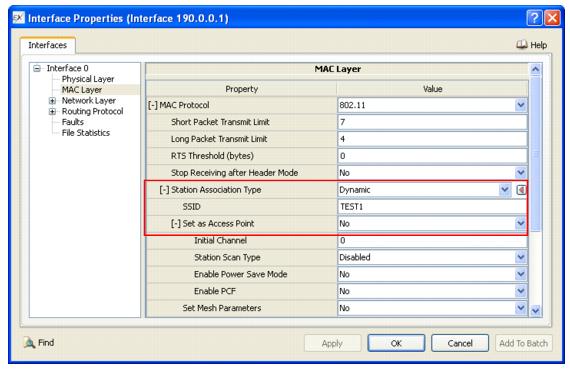 Interface Properties (Interface 190.0.0.1)
Interfaces
Help
Interface 0
Physical Layer
MAC Layer
Network Layer
Routing Protocol
Faults
File Statistics
MAC Layer
Property Value
[-] MAC Protocol 802.11
Short Packet Transmit Limit 7
Long Packet Transmit Limit 4
RTS Threshold (bytes) 0
Stop Receiving after Header Mode No
[-] Station Association Type Dynamic
SSID TEST1
[-] Set as Access Point No
Initial Channel 0
Station Scan Type Disabled
Enable Power Save Mode No
Enable PCF No
Set Mesh Parameters No
Find
Apply OK Cancel Add To Batch